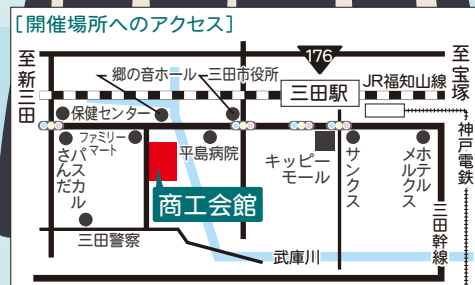 [開催場所へのアクセス]
至新三田
郷の音ホール
三田市役所
176
三田駅
JR福知山線
至宝塚
保健センター
ファミリーマート
パスカルさんだ
平島病院
キッピーモール
サンクス
ホテルメルクス
神戸電鉄
商工会館
三田幹線
三田警察
武庫川